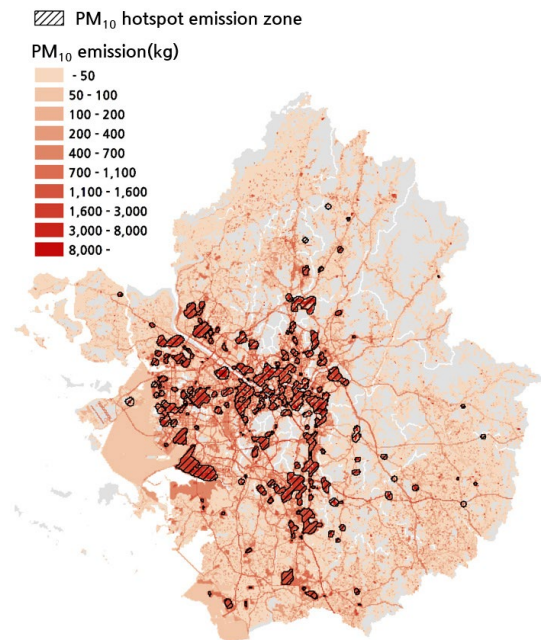 PM₁₀ hotspot emission zone
PM₁₀ emission(kg)
- 50
50 - 100
100 - 200
200 - 400
400 - 700
700 - 1,100
1,100 - 1,600
1,600 - 3,000
3,000 - 8,000
8,000 -